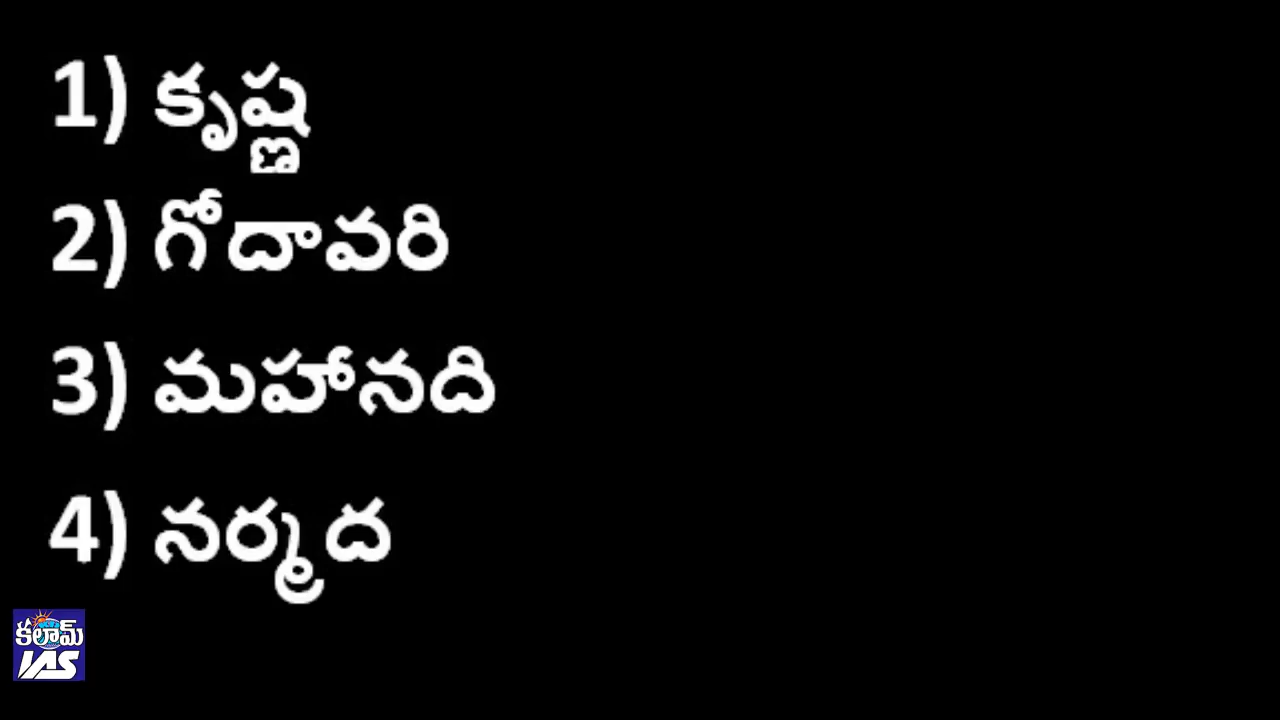 1) కృష్ణ
2) గోదావరి
3) మహానది
4) నర్మద
కలామ్
IAS